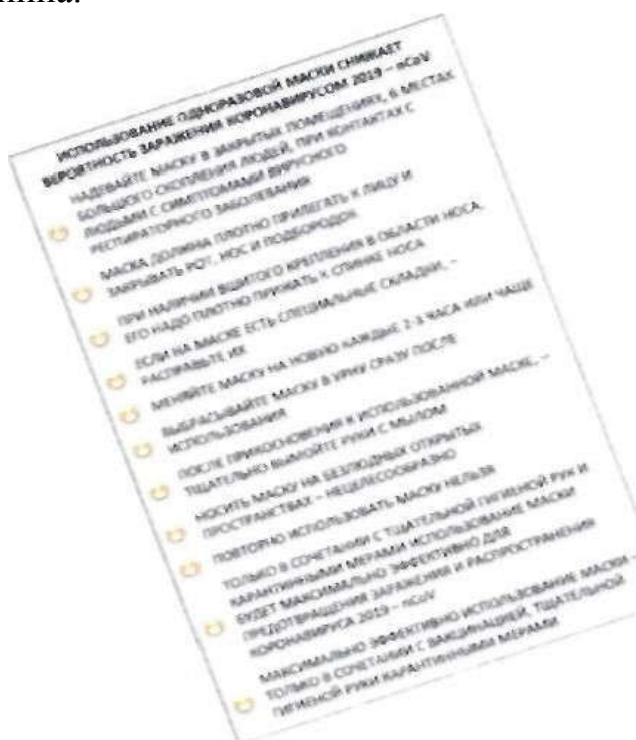 ИСПОЛЬЗОВАНИЕ ОДНОРАЗОВОЙ МАСКИ СНИЖАЕТ
ВЕРОЯТНОСТЬ ЗАРАЖЕНИЯ КОРОНАВИРУСОМ 2019 – nCoV
НАДЕВАЙТЕ МАСКУ В ЗАКРЫТЫХ ПОМЕЩЕНИЯХ, В МЕСТАХ
БОЛЬШОГО СКОПЛЕНИЯ ЛЮДЕЙ, ПРИ КОНТАКТАХ С
ЛЮДЬМИ С СИМПТОМАМИ ВИРУСНОГО
РЕСПИРАТОРНОГО ЗАБОЛЕВАНИЯ
МАСКА ДОЛЖНА ПЛОТНО ПРИЛЕГАТЬ К ЛИЦУ И
ЗАКРЫВАТЬ РОТ, НОС И ПОДБОРОДОК
ПРИ НАЛИЧИИ ВШИТОГО КРЕПЛЕНИЯ В ОБЛАСТИ НОСА,
ЕГО НАДО ПЛОТНО ПРИЖАТЬ К СПИНКЕ НОСА
ЕСЛИ НА МАСКЕ ЕСТЬ СПЕЦИАЛЬНЫЕ СКЛАДКИ, –
РАСПРАВЬТЕ ИХ
МЕНЯЙТЕ МАСКУ НА НОВУЮ КАЖДЫЕ 2-3 ЧАСА ИЛИ ЧАЩЕ
ВЫБРАСЫВАЙТЕ МАСКУ В УРНУ СРАЗУ ПОСЛЕ
ИСПОЛЬЗОВАНИЯ
ПОСЛЕ ПРИКОСНОВЕНИЯ К ИСПОЛЬЗОВАННОЙ МАСКЕ, –
ТЩАТЕЛЬНО ВЫМОЙТЕ РУКИ С МЫЛОМ
НОСИТЬ МАСКУ НА БЕЗЛЮДНЫХ ОТКРЫТЫХ
ПРОСТРАНСТВАХ – НЕЦЕЛЕСООБРАЗНО
ПОВТОРНО ИСПОЛЬЗОВАТЬ МАСКУ НЕЛЬЗЯ
ТОЛЬКО В СОЧЕТАНИИ С ТЩАТЕЛЬНОЙ ГИГИЕНОЙ РУК И
КАРАНТИННЫМИ МЕРАМИ ИСПОЛЬЗОВАНИЕ МАСКИ
БУДЕТ МАКСИМАЛЬНО ЭФФЕКТИВНО ДЛЯ
ПРЕДОТВРАЩЕНИЯ ЗАРАЖЕНИЯ И РАСПРОСТРАНЕНИЯ
КОРОНАВИРУСА 2019 – nCoV
МАКСИМАЛЬНО ЭФФЕКТИВНО ИСПОЛЬЗОВАНИЕ МАСКИ –
ТОЛЬКО В СОЧЕТАНИИ С ВАКЦИНАЦИЕЙ, ТЩАТЕЛЬНОЙ
ГИГИЕНОЙ РУКИ КАРАНТИННЫМИ МЕРАМИ